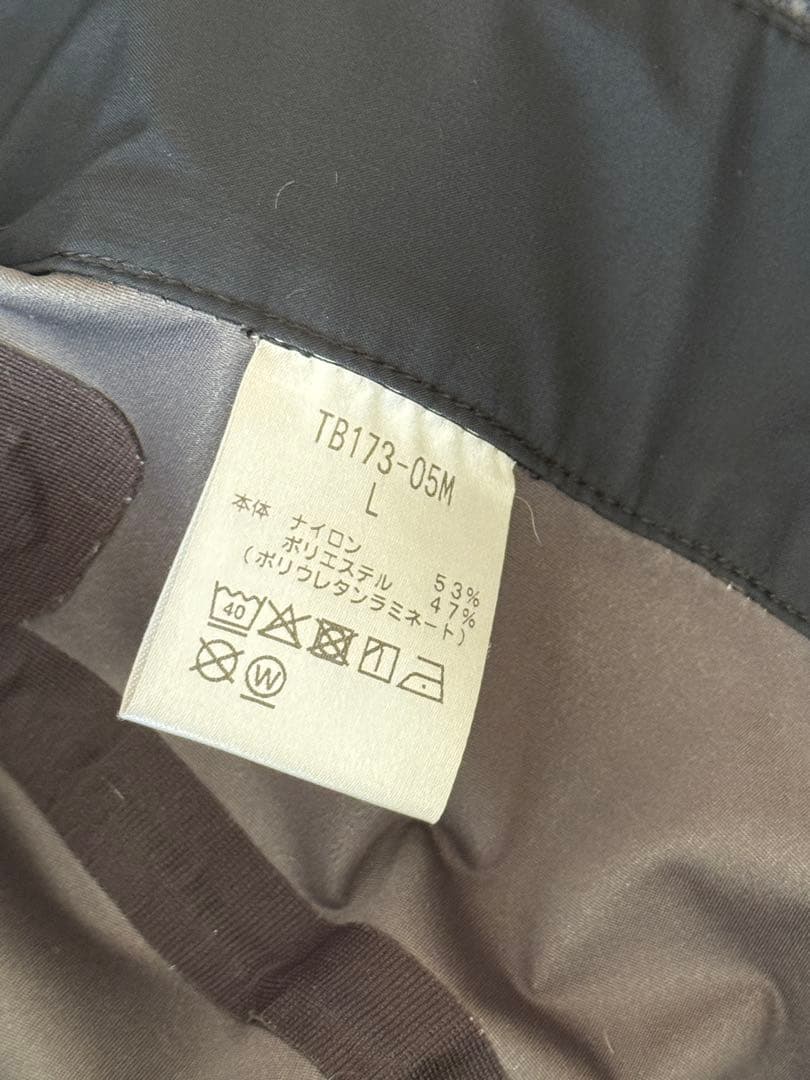 TB173-05M
L
本体 ナイロン 53%
ポリエステル 47%
(ポリウレタンラミネート)
40
W